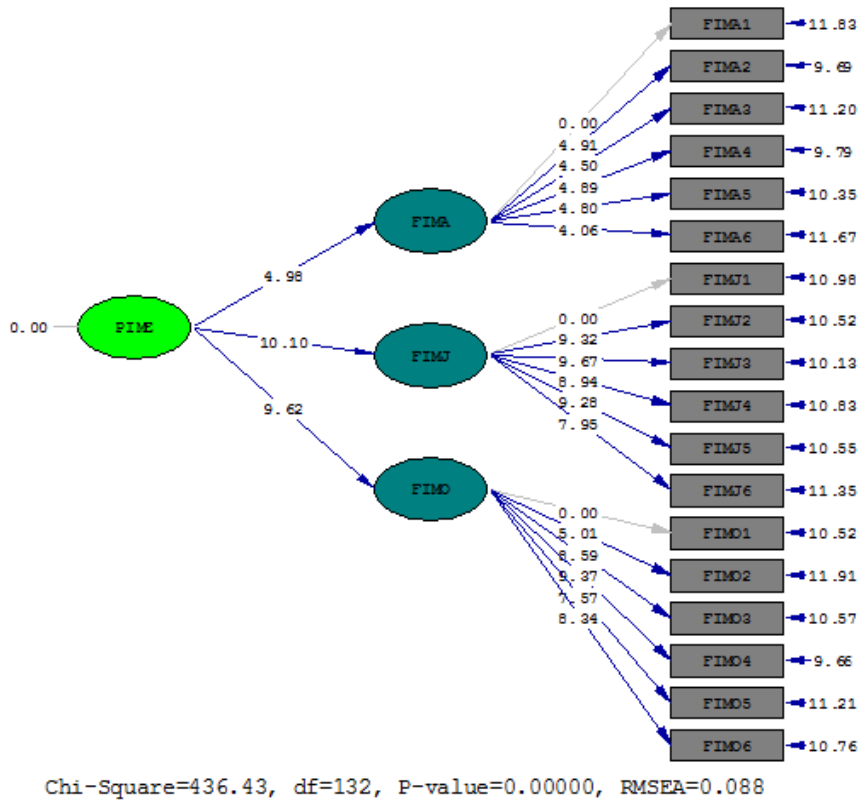 FIMA1 11.83
FIMA2 9.69
FIMA3 11.20
0.00
4.91
4.50
FIMA4 9.79
4.89
4.80
FIMA5 10.35
4.06
FIMA
FIMA6 11.67
4.98
FIMJ1 10.98
0.00
PIME
0.00
FIMJ2 10.52
9.32
10.10
FIMJ
9.67
FIMJ3 10.13
8.94
9.28
FIMJ4 10.83
7.95
9.62
FIMJ5 10.55
FIMO
FIMJ6 11.35
0.00
5.01
FIMO1 10.52
8.59
9.37
FIMO2 11.91
7.57
8.34
FIMO3 10.57
FIMO4 9.66
FIMO5 11.21
FIMO6 10.76
Chi-Square=436.43, df=132, P-value=0.00000, RMSEA=0.088